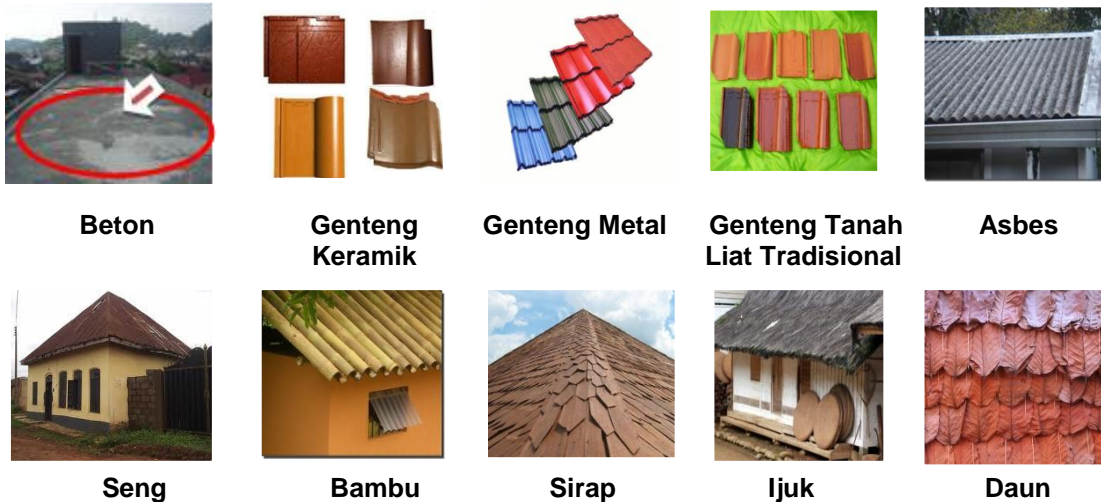 Beton
Genteng
Keramik
Genteng Metal
Genteng Tanah
Liat Tradisional
Asbes
Seng
Bambu
Sirap
Ijuk
Daun